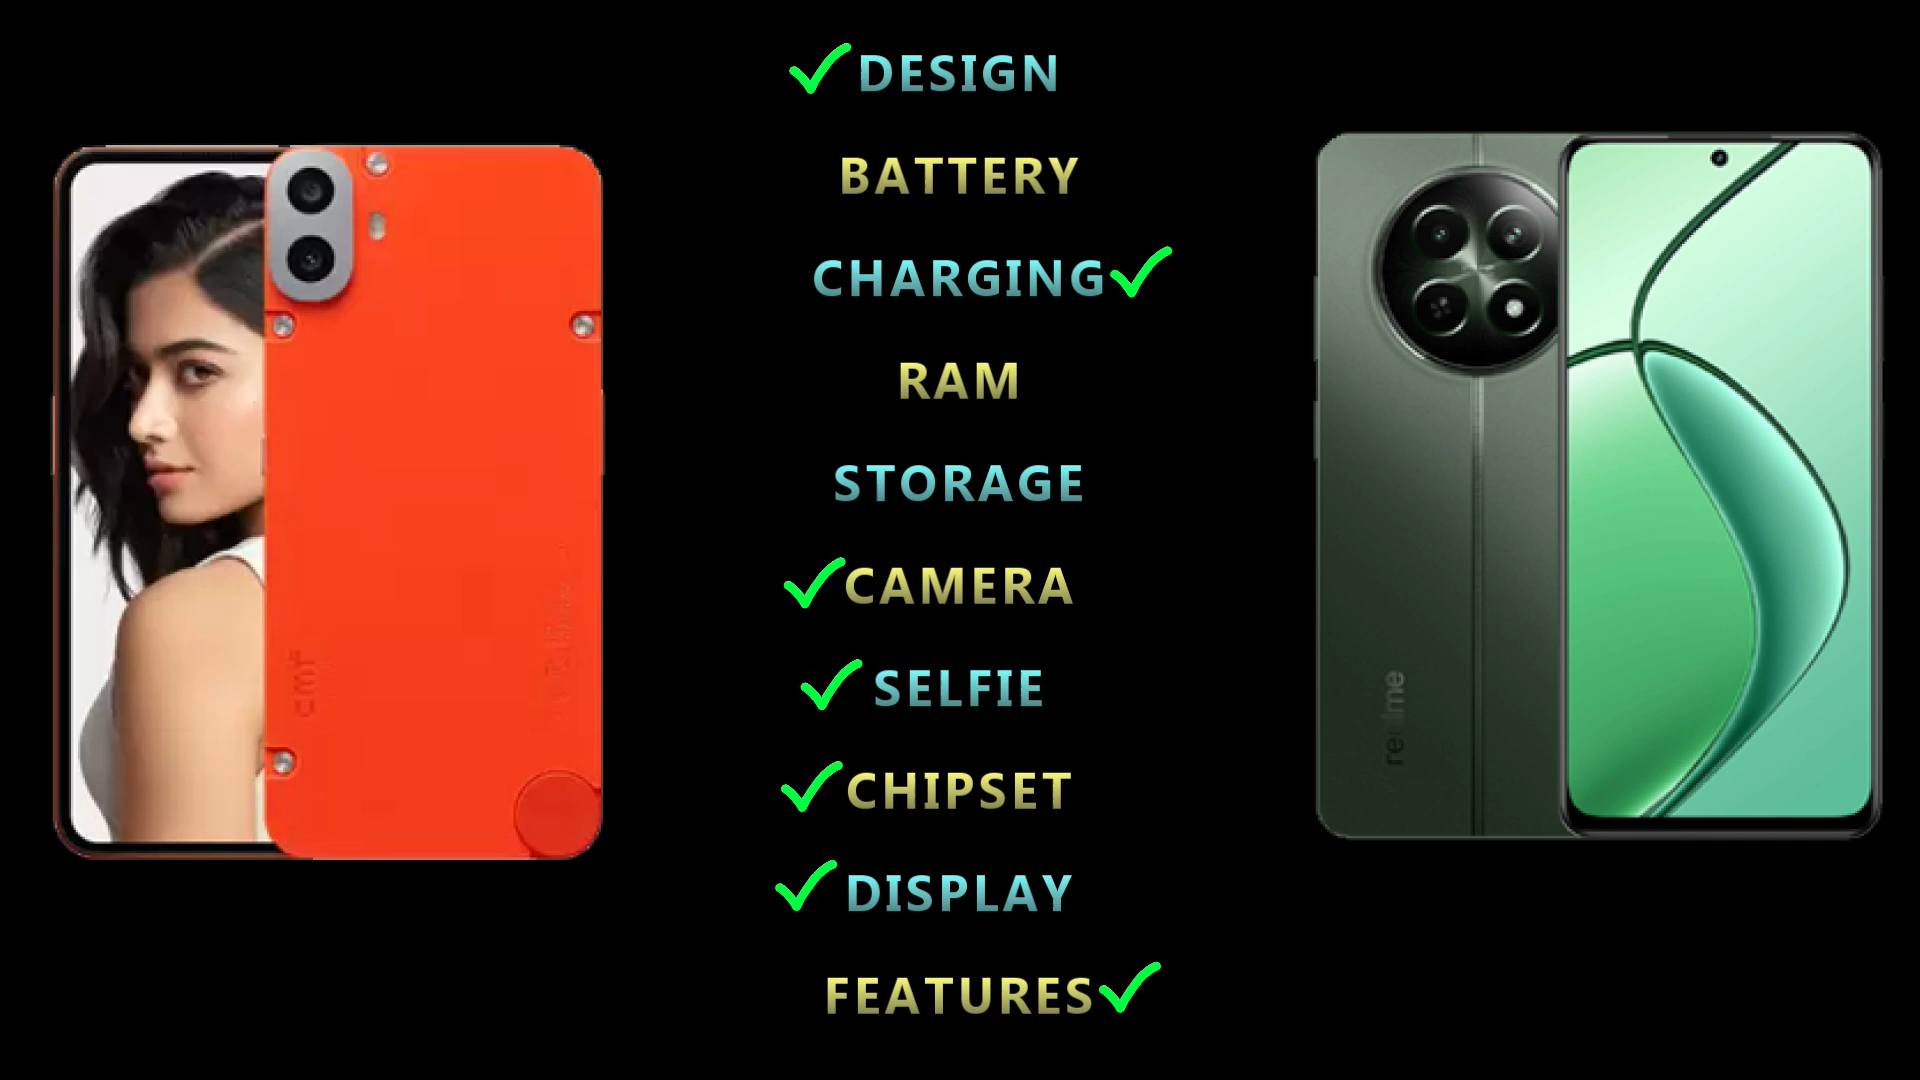 DESIGN
BATTERY
CHARGING
RAM
STORAGE
CAMERA
SELFIE
CHIPSET
DISPLAY
FEATURES
cmf
realme